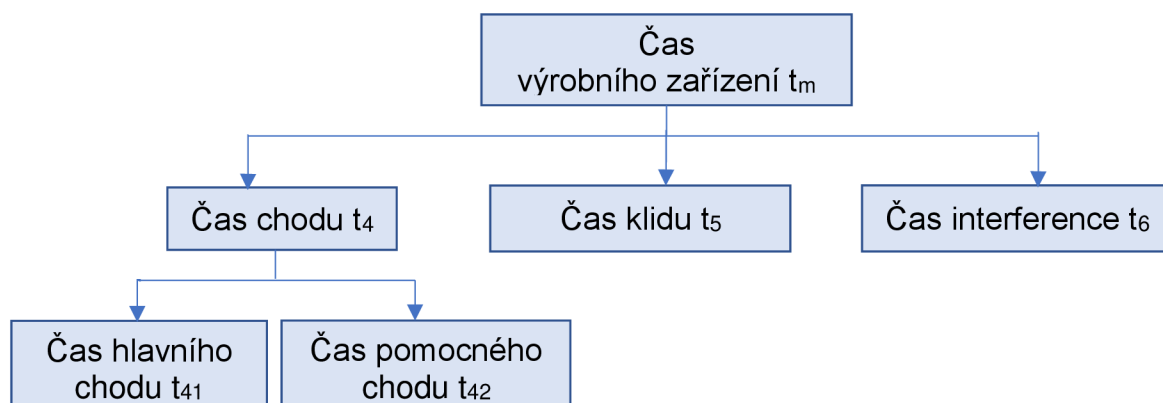 Čas
výrobního zařízení tm
Čas chodu t4
Čas klidu t5
Čas interference t6
Čas hlavního
chodu t41
Čas pomocného
chodu t42